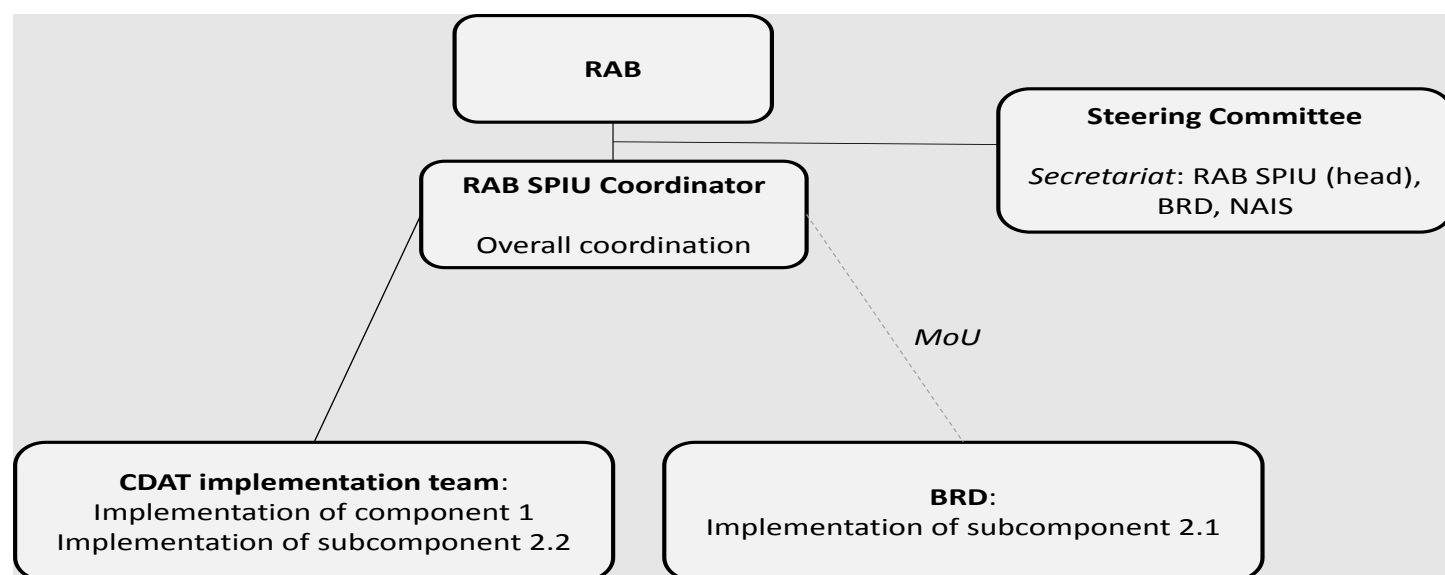 RAB
Steering Committee
Secretariat: RAB SPIU (head),
BRD, NAIS
RAB SPIU Coordinator
Overall coordination
MoU
CDAT implementation team:
Implementation of component 1
Implementation of subcomponent 2.2
BRD:
Implementation of subcomponent 2.1